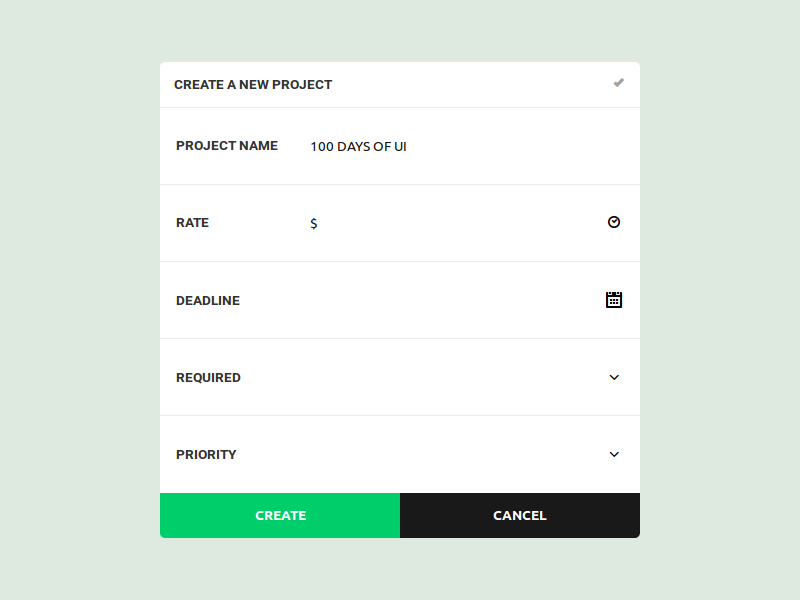 CREATE A NEW PROJECT
PROJECT NAME 100 DAYS OF UI
RATE $
DEADLINE
REQUIRED
PRIORITY
CREATE CANCEL